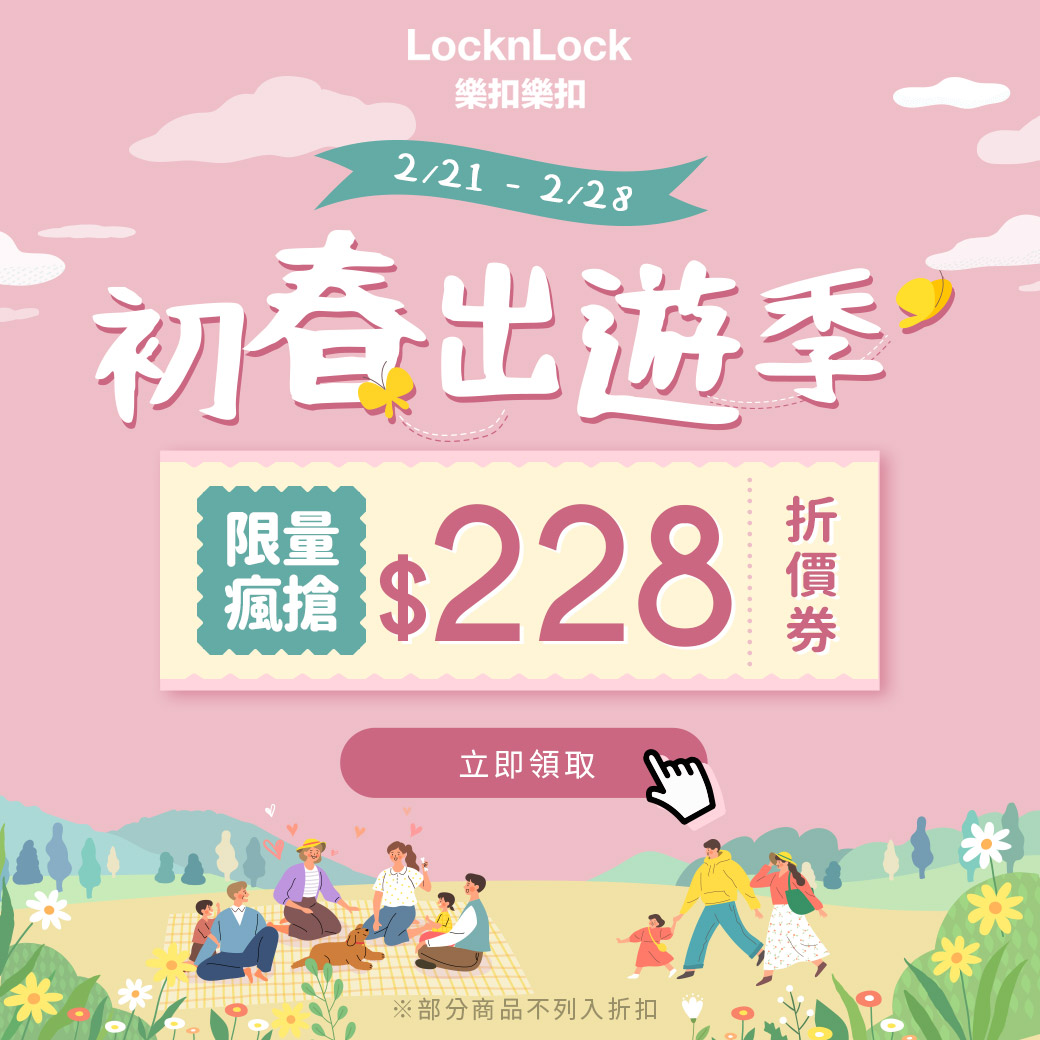 LocknLock
樂扣樂扣
2/21 - 2/28
初春出遊季
限量
瘋搶
$228
折價券
立即領取
※部分商品不列入折扣